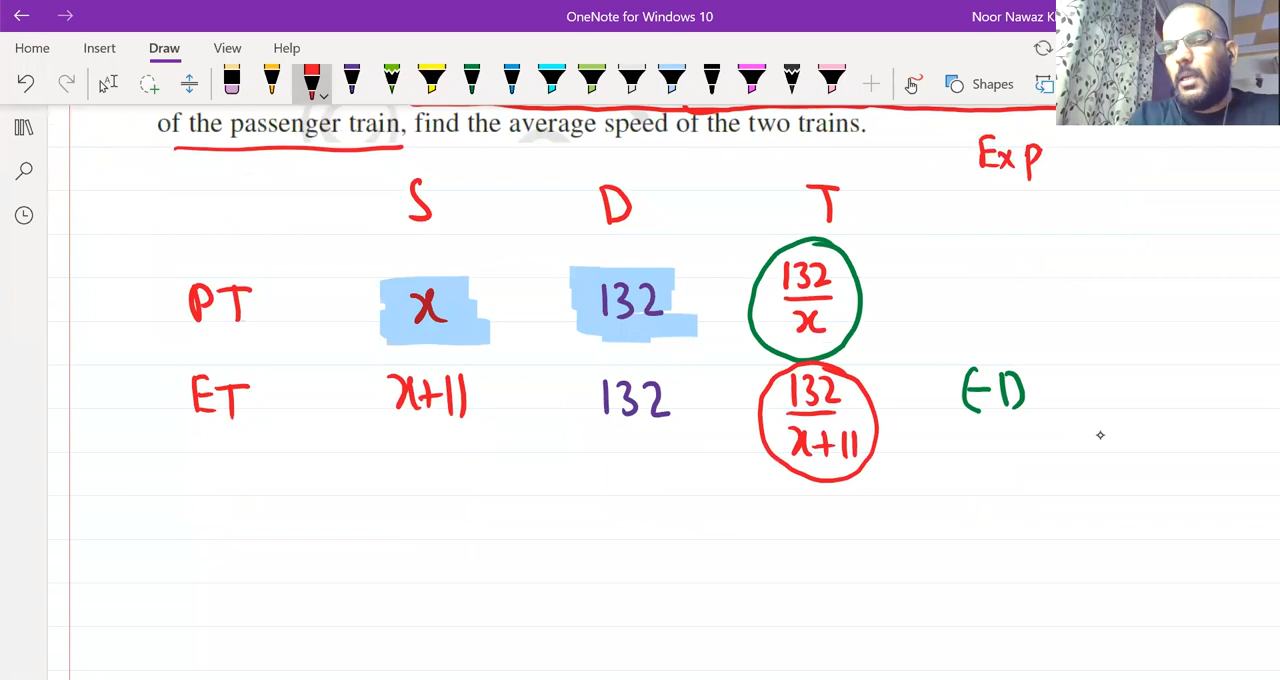 OneNote for Windows 10
Noor Nawaz K
Home Insert Draw View Help
Shapes
of the passenger train, find the average speed of the two trains.
Exp
S D T
PT x 132 132/x
ET x+11 132 132/(x+11)